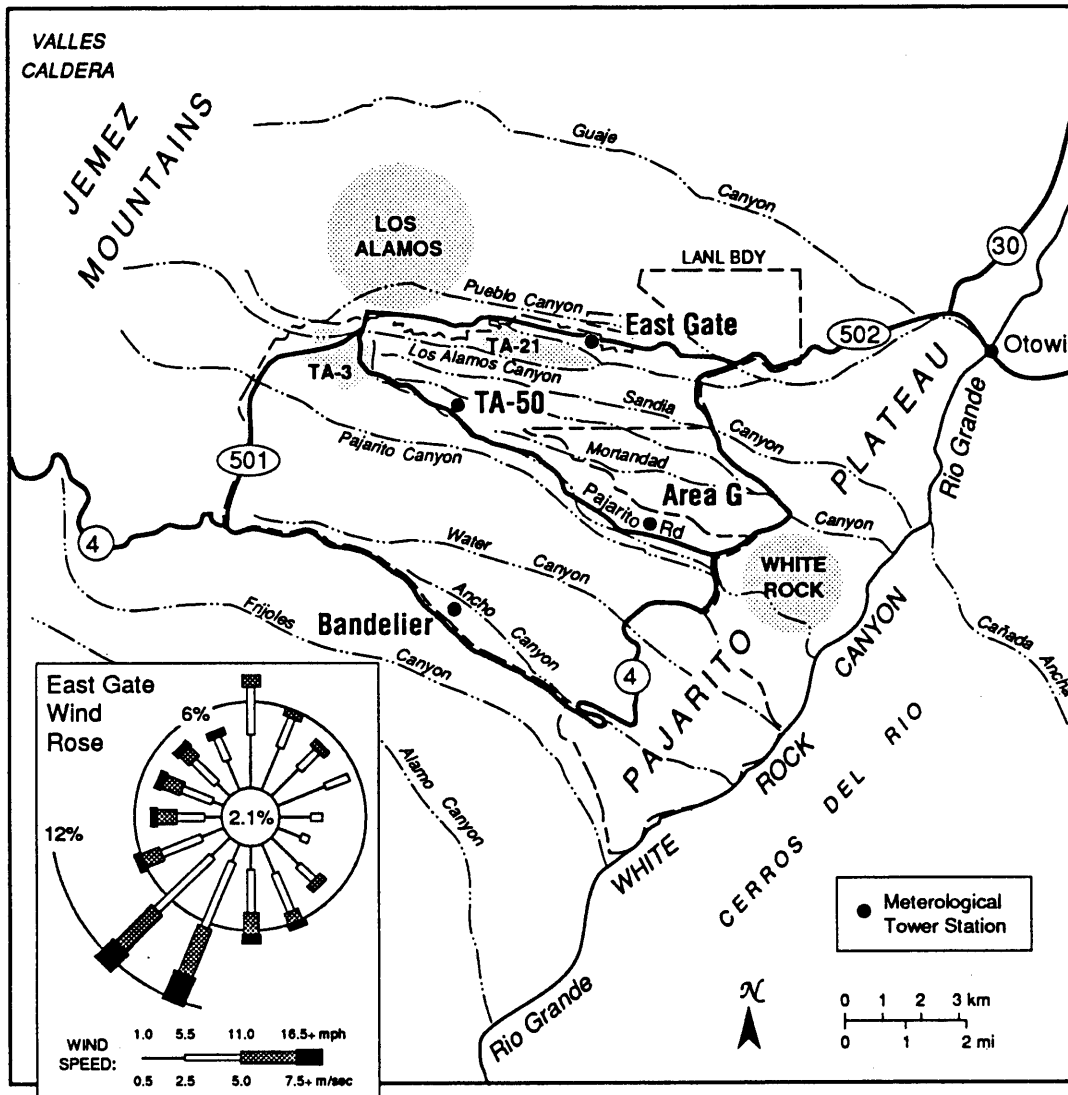 VALLES
CALDERA
JEMEZ
MOUNTAINS
Guaje
Canyon
LOS
ALAMOS
LANL BDY
30
Pueblo Canyon
East Gate
502
Otowi
TA-21
TA-3
Los Alamos Canyon
TA-50
Sandia
Canyon
PLATEAU
Rio Grande
501
Pajarito Canyon
Mortandad
Canyon
Area G
Pajarito
Rd
4
Water
Canyon
WHITE
ROCK
Ancho
Canyon
Bandelier
Frijoles
Canyon
4
PAJARITO
WHITE
ROCK
CANYON
Cañada Ancha
CERROS DEL RIO
Alamo Canyon
Rio Grande
East Gate
Wind
Rose
6%
2.1%
12%
WIND
SPEED:
1.0 5.5 11.0 16.5+ mph
0.5 2.5 5.0 7.5+ m/sec
Meterological
Tower Station
N
0 1 2 3 km
0 1 2 mi